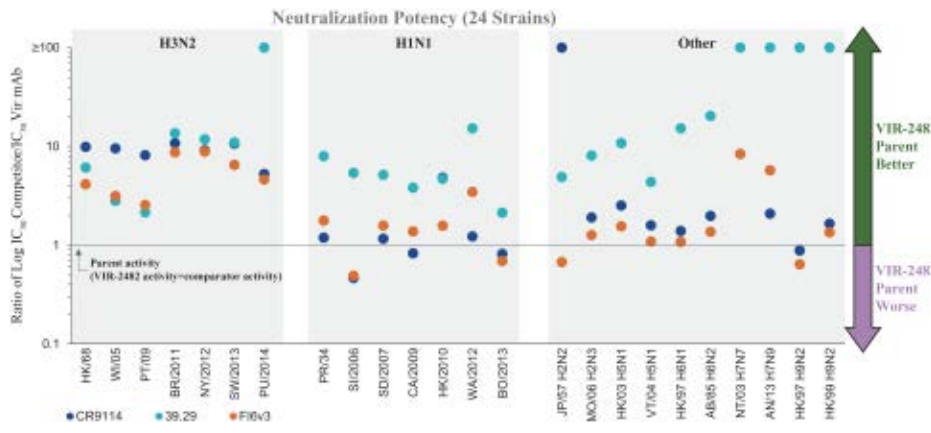 Neutralization Potency (24 Strains)
H3N2
H1N1
Other
Ratio of Log IC50 Competitor/IC50 Vir mAb
≥100
10
1
0.1
Parent activity
(VIR-2482 activity=comparator activity)
VIR-248
Parent
Better
VIR-248
Parent
Worse
HK/68
WI/05
PT/09
BR/2011
NY/2012
SW/2013
PU/2014
PR/34
SI/2006
SD/2007
CA/2009
HK/2010
WA/2012
BO/2013
JP/57 H2N2
MO/06 H2N3
HK/03 H5N1
VT/04 H5N1
HK/97 H6N1
AB/85 H6N2
NT/03 H7N7
AN/13 H7N9
HK/97 H9N2
HK/99 H9N2
CR9114
39.29
FI6v3